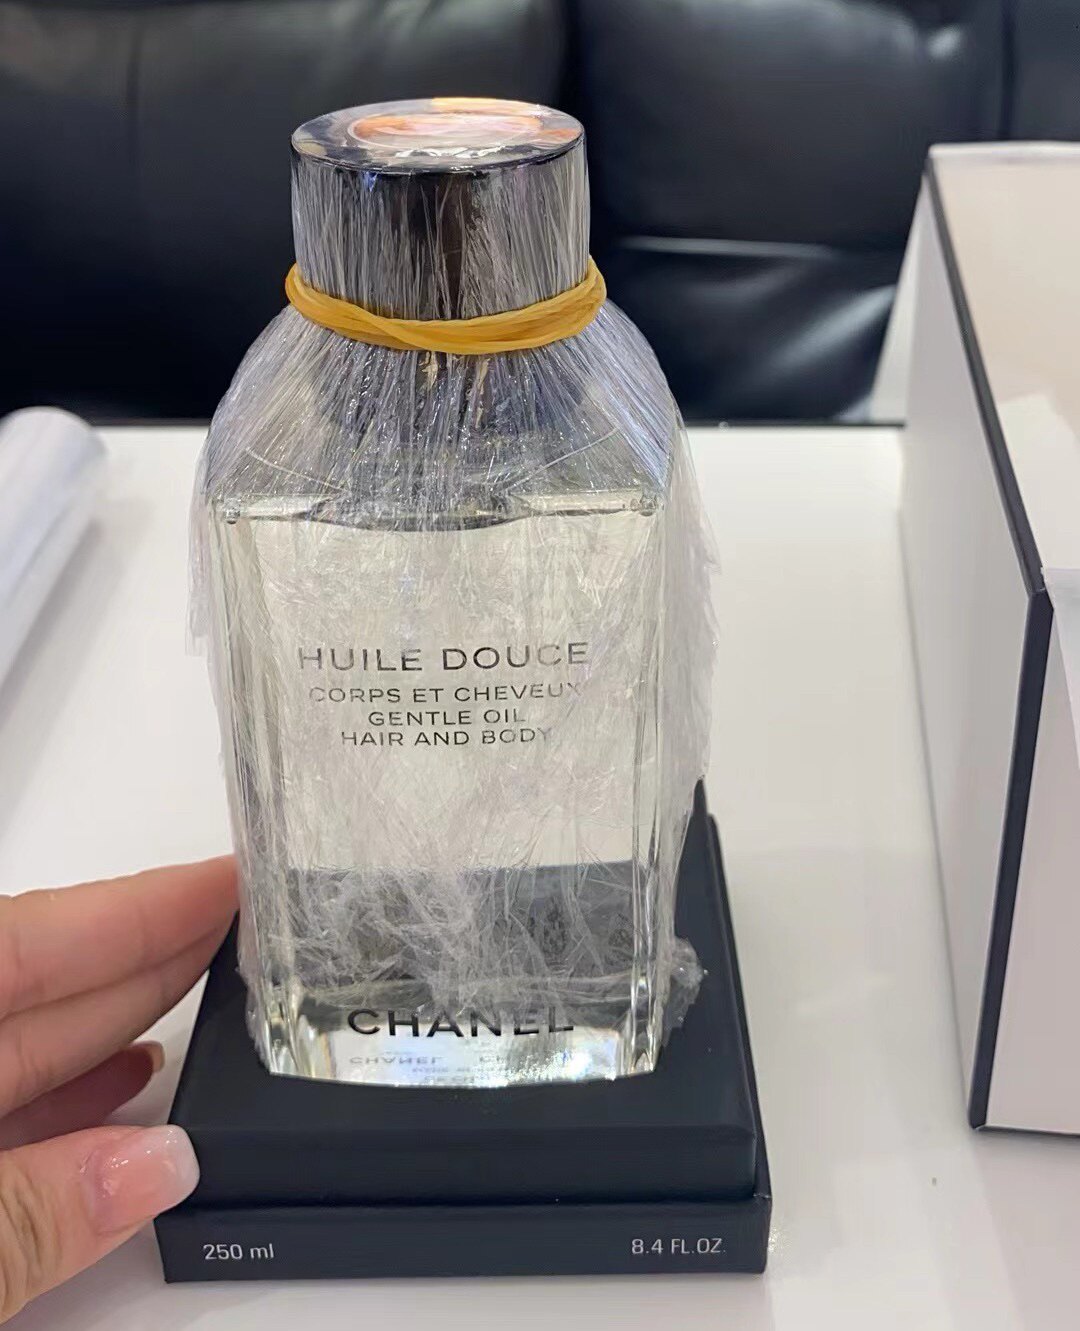 HUILE DOUCE
CORPS ET CHEVEUX
GENTLE OIL
HAIR AND BODY
CHANEL
250 ml
8.4 FL.OZ.